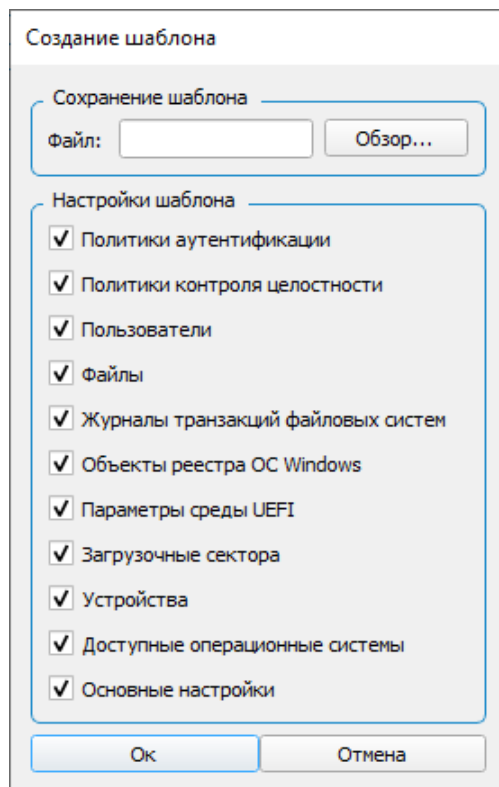 Создание шаблона
Сохранение шаблона
Файл:
Обзор...
Настройки шаблона
Политики аутентификации
Политики контроля целостности
Пользователи
Файлы
Журналы транзакций файловых систем
Объекты реестра ОС Windows
Параметры среды UEFI
Загрузочные сектора
Устройства
Доступные операционные системы
Основные настройки
Ок
Отмена